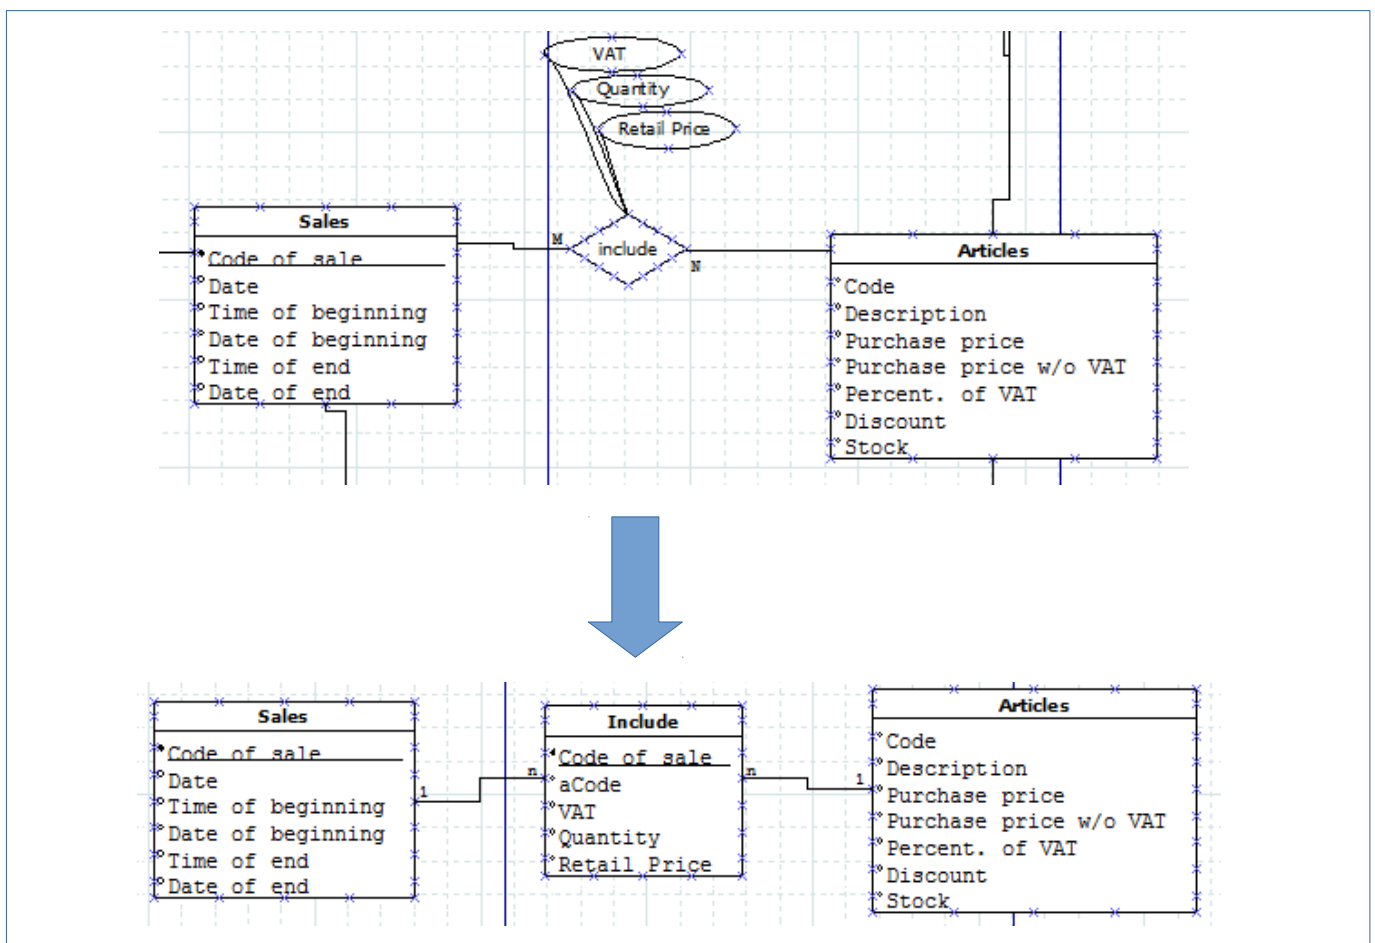 VAT
Quantity
Retail Price
Sales
Code of sale
Date
Time of beginning
Date of beginning
Time of end
Date of end
M
include
N
Articles
Code
Description
Purchase price
Purchase price w/o VAT
Percent. of VAT
Discount
Stock
Sales
Code of sale
Date
Time of beginning
Date of beginning
Time of end
Date of end
1
n
Include
Code of sale
aCode
VAT
Quantity
Retail Price
n
1
Articles
Code
Description
Purchase price
Purchase price w/o VAT
Percent. of VAT
Discount
Stock